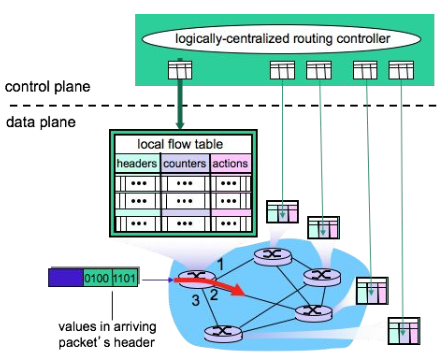 logically-centralized routing controller
control plane
data plane
local flow table
headers counters actions
1
2
3
0100 1101
values in arriving
packet's header